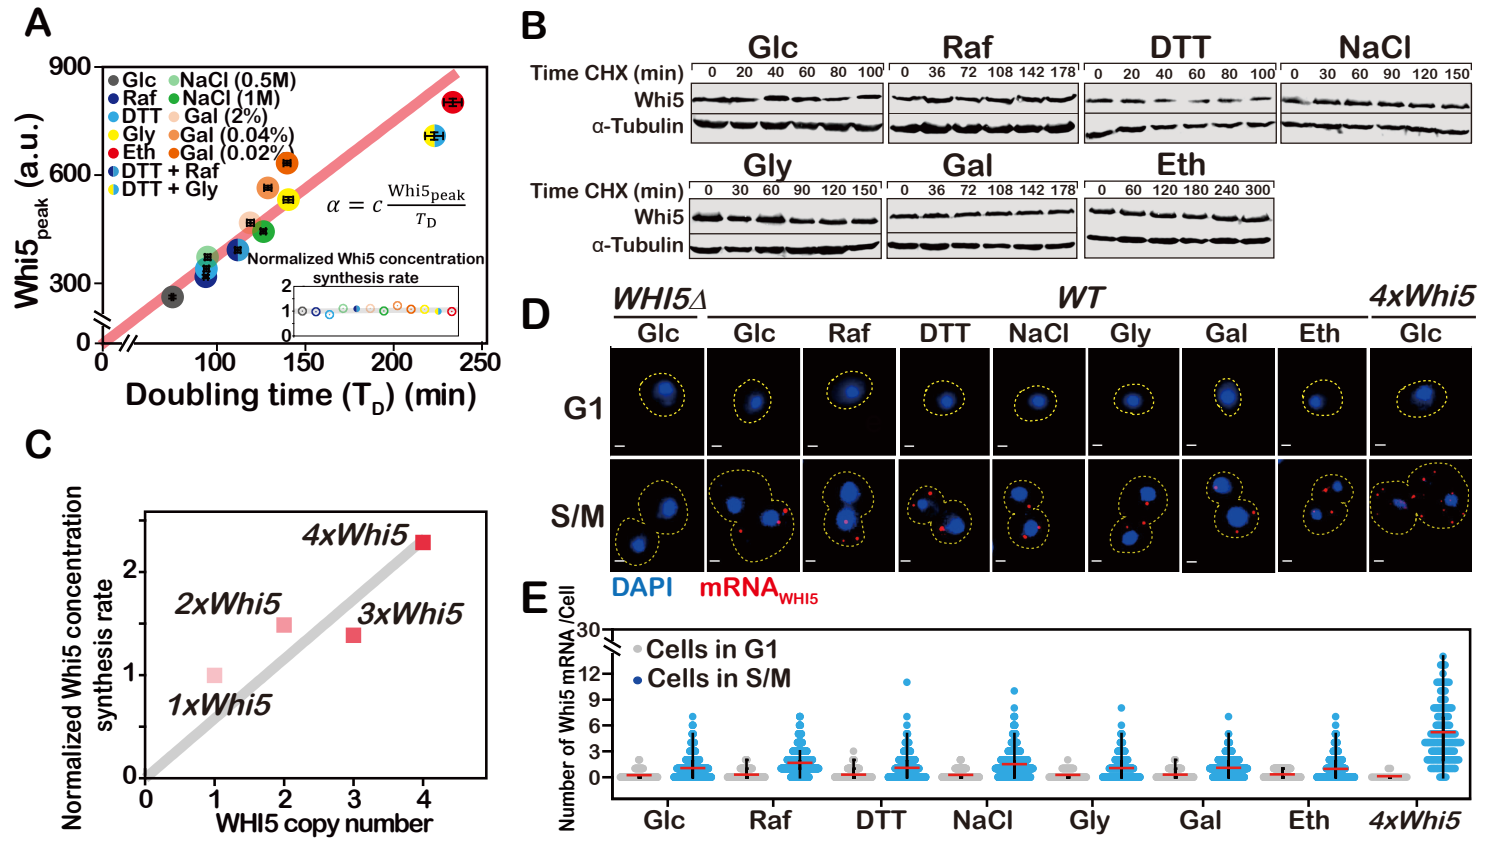 A
900
600
300
0
Whi5peak (a.u.)
Glc
Raf
DTT
Gly
Eth
DTT + Raf
DTT + Gly
NaCl (0.5M)
NaCl (1M)
Gal (2%)
Gal (0.04%)
Gal (0.02%)
α = c Whi5peak / TD
Normalized Whi5 concentration
synthesis rate
2
1
0
0 100 150 200 250
Doubling time (TD) (min)
B
Glc Raf DTT NaCl
Time CHX (min) 0 20 40 60 80 100 0 36 72 108 142 178 0 20 40 60 80 100 0 30 60 90 120 150
Whi5
α-Tubulin
Gly Gal Eth
Time CHX (min) 0 30 60 90 120 150 0 36 72 108 142 178 0 60 120 180 240 300
Whi5
α-Tubulin
C
Normalized Whi5 concentration
synthesis rate
2
1
0
4xWhi5
2xWhi5
3xWhi5
1xWhi5
0 1 2 3 4
WHI5 copy number
D
WHI5Δ WT 4xWhi5
Glc Glc Raf DTT NaCl Gly Gal Eth Glc
G1
S/M
DAPI mRNAWHI5
E
Number of Whi5 mRNA /Cell
30
12
9
6
3
0
Cells in G1
Cells in S/M
Glc Raf DTT NaCl Gly Gal Eth 4xWhi5